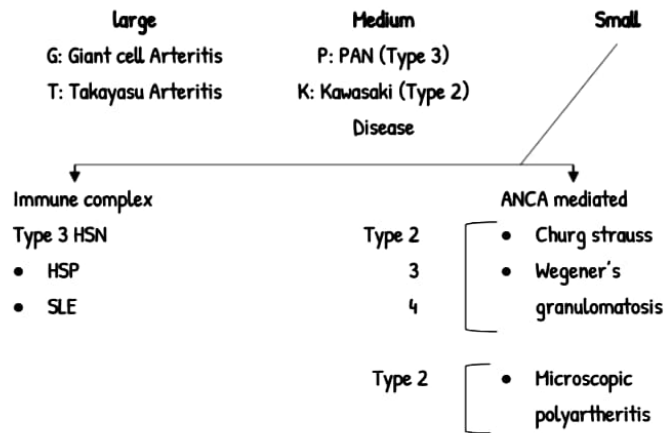 large
G: Giant cell Arteritis
T: Takayasu Arteritis
Medium
P: PAN (Type 3)
K: Kawasaki (Type 2)
Disease
Small
Immune complex
Type 3 HSN
• HSP
• SLE
ANCA mediated
Type 2
3
4
• Churg strauss
• Wegener's
granulomatosis
Type 2
• Microscopic
polyartheritis